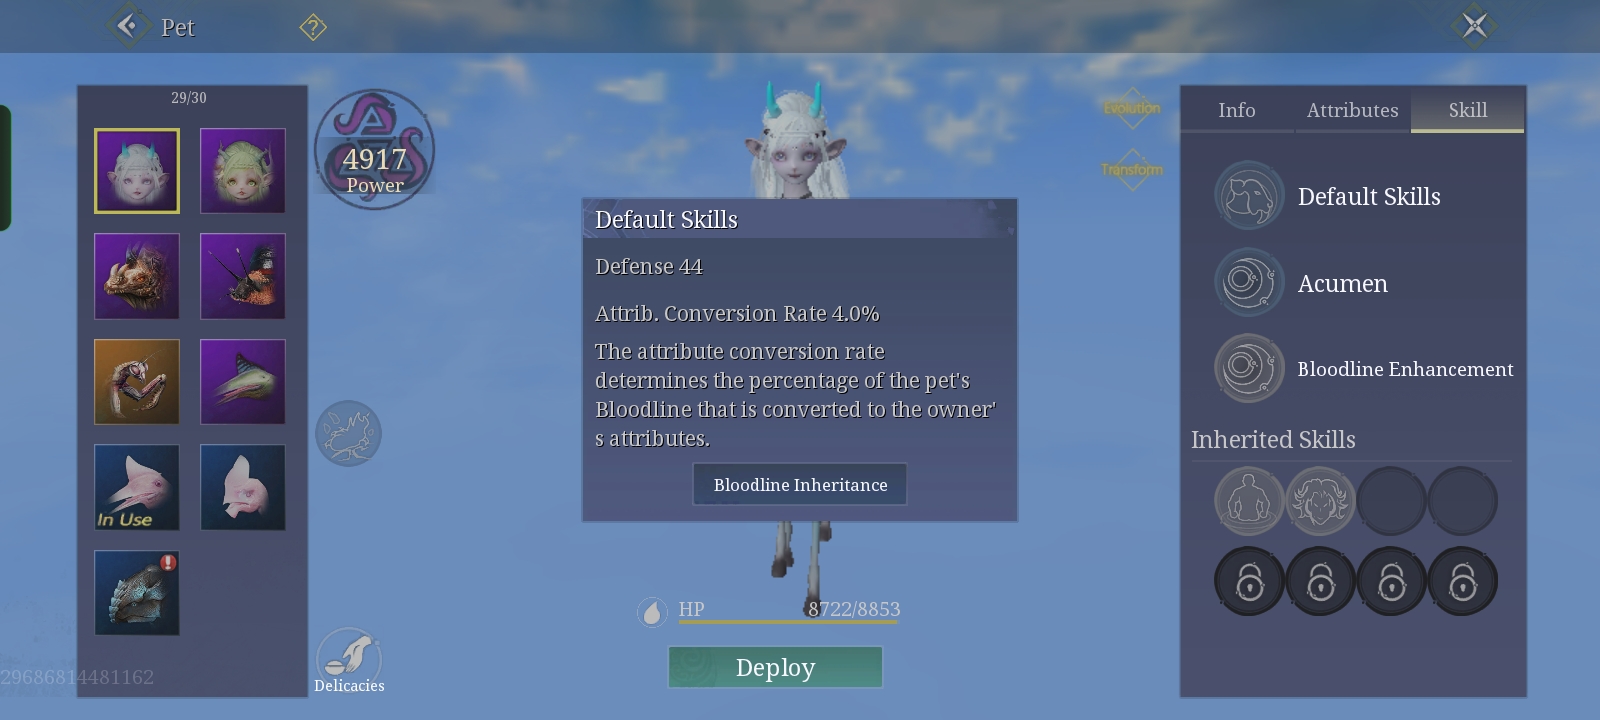 Pet
?
29/30
4917
Power
In Use
Delicacies
29686814481162
Evolution
Transform
Default Skills
Defense 44
Attrib. Conversion Rate 4.0%
The attribute conversion rate
determines the percentage of the pet's
Bloodline that is converted to the owner'
s attributes.
Bloodline Inheritance
HP 8722/8853
Deploy
Info Attributes Skill
Default Skills
Acumen
Bloodline Enhancement
Inherited Skills